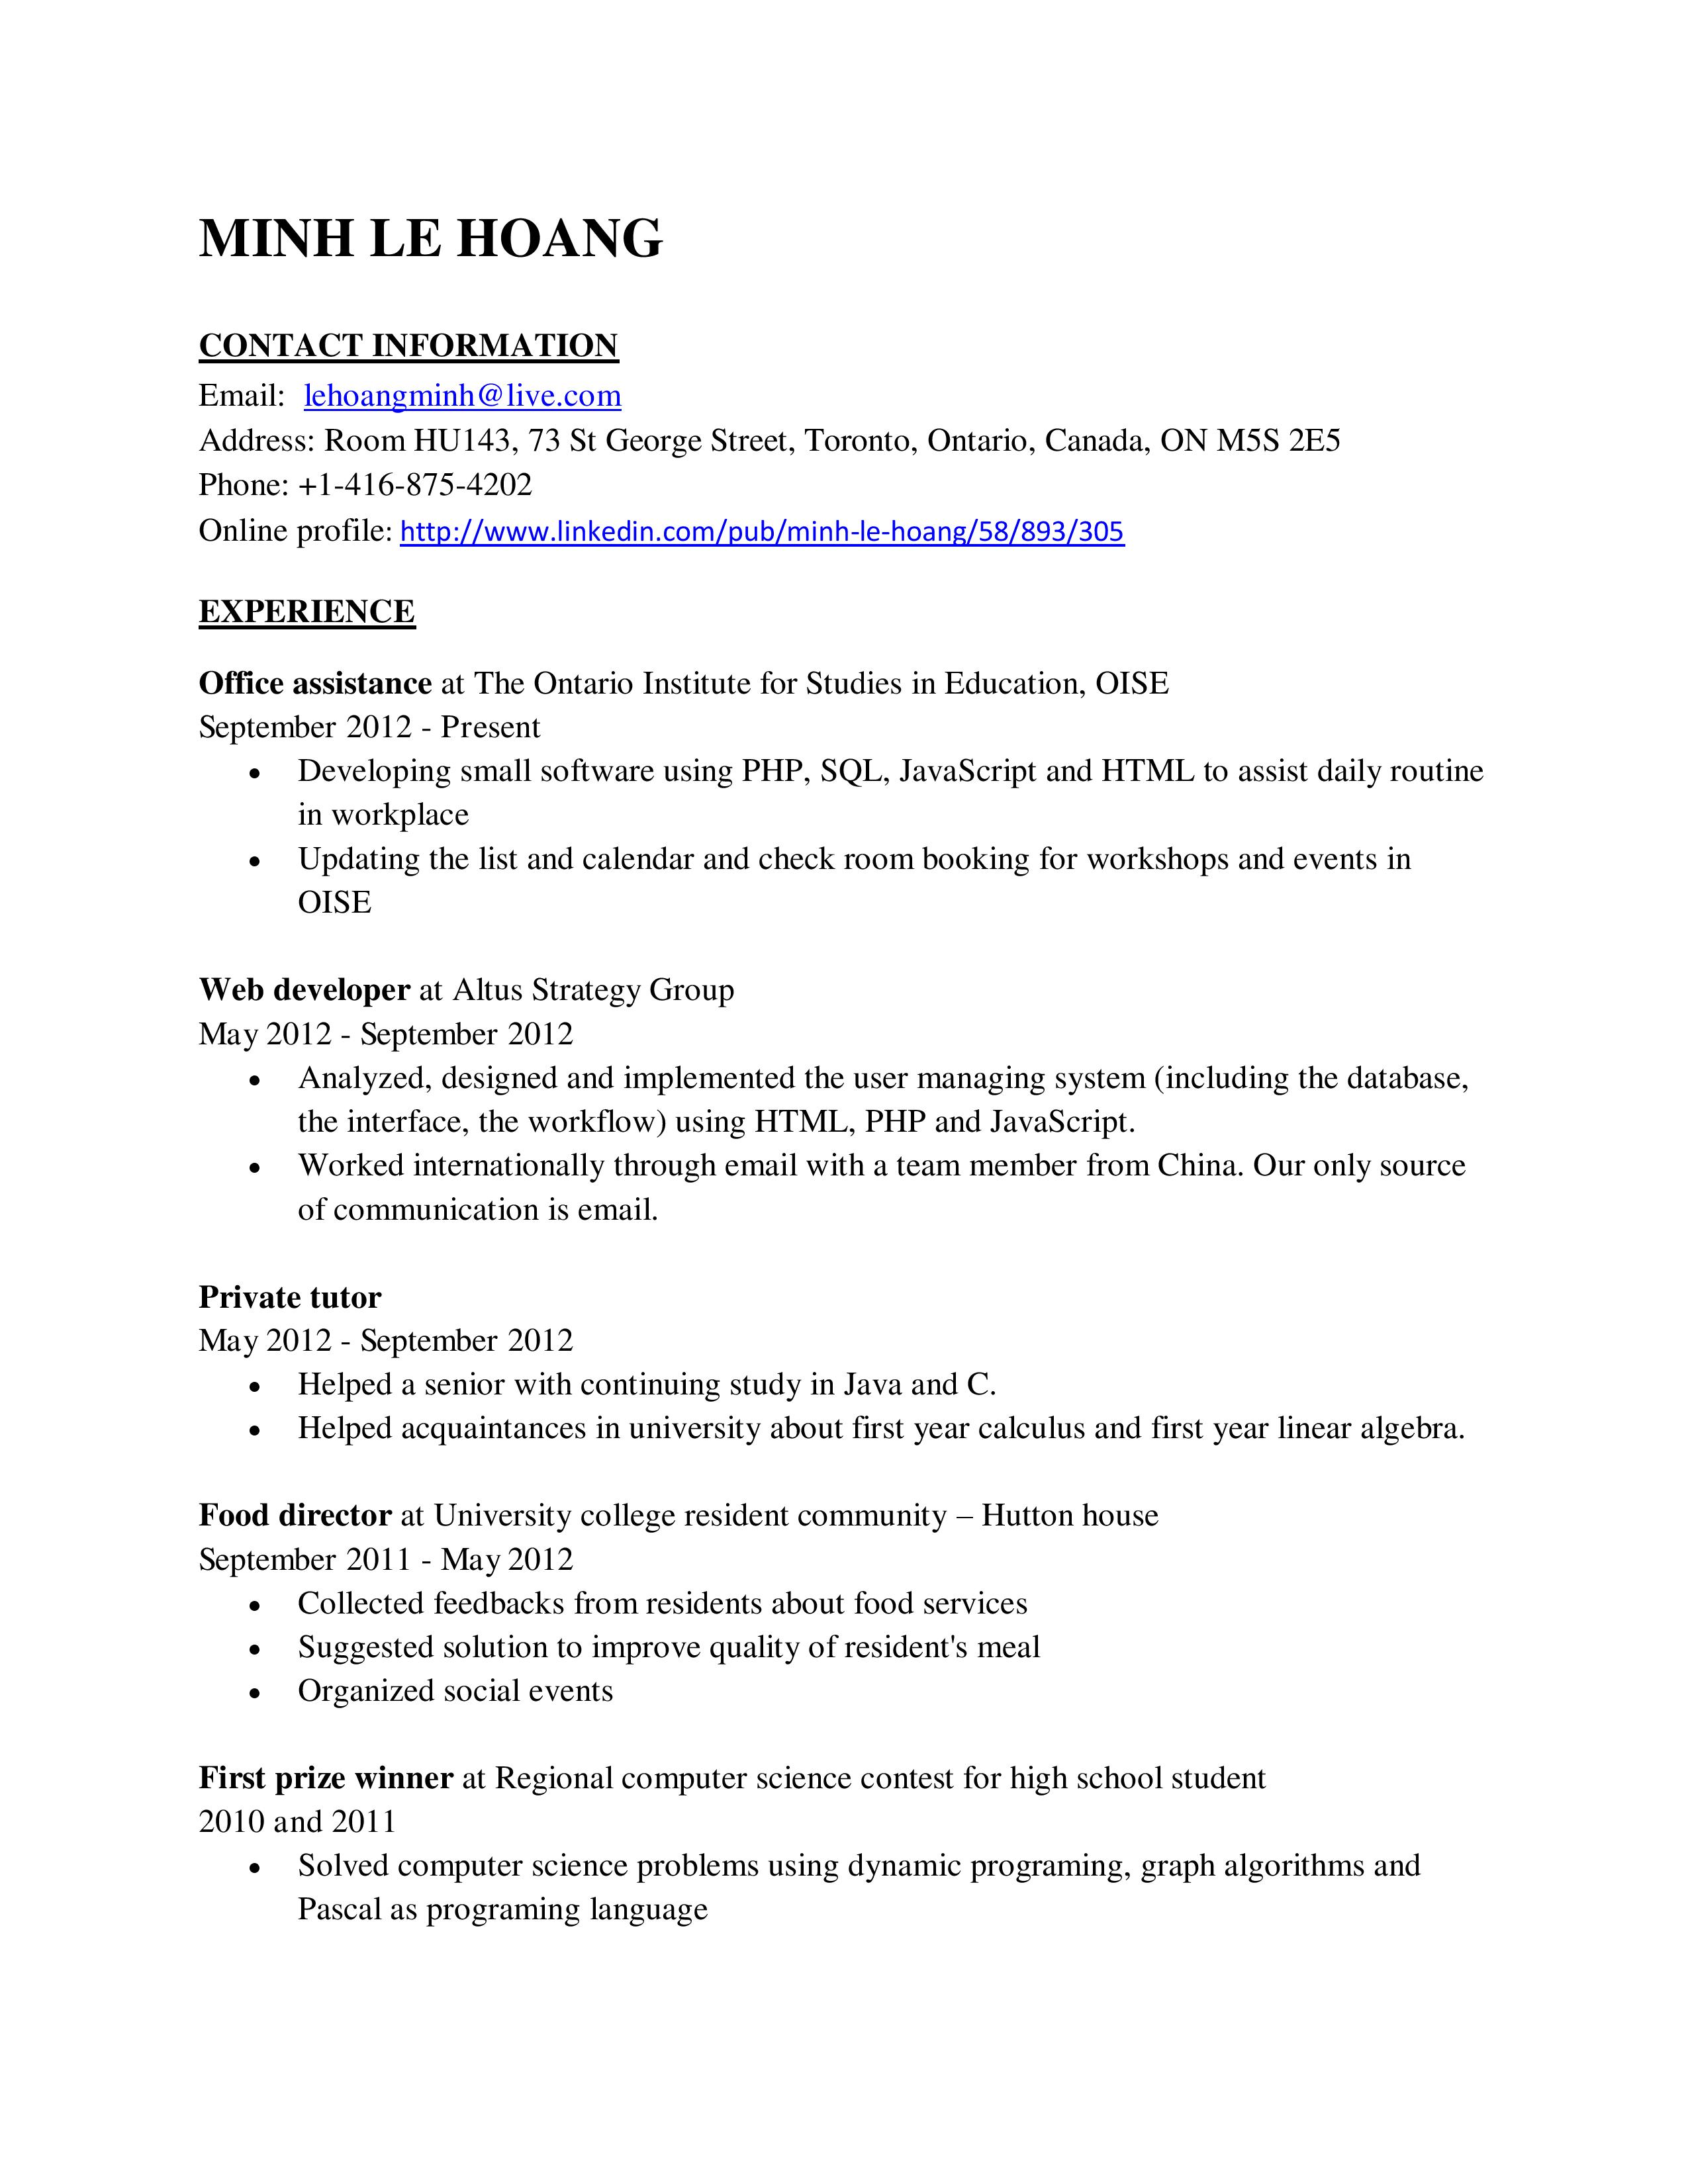 MINH LE HOANG
CONTACT INFORMATION
Email: lehoangminh@live.com
Address: Room HU143, 73 St George Street, Toronto, Ontario, Canada, ON M5S 2E5
Phone: +1-416-875-4202
Online profile: http://www.linkedin.com/pub/minh-le-hoang/58/893/305
EXPERIENCE
Office assistance at The Ontario Institute for Studies in Education, OISE
September 2012 - Present
• Developing small software using PHP, SQL, JavaScript and HTML to assist daily routine
in workplace
• Updating the list and calendar and check room booking for workshops and events in
OISE
Web developer at Altus Strategy Group
May 2012 - September 2012
• Analyzed, designed and implemented the user managing system (including the database,
the interface, the workflow) using HTML, PHP and JavaScript.
• Worked internationally through email with a team member from China. Our only source
of communication is email.
Private tutor
May 2012 - September 2012
• Helped a senior with continuing study in Java and C.
• Helped acquaintances in university about first year calculus and first year linear algebra.
Food director at University college resident community – Hutton house
September 2011 - May 2012
• Collected feedbacks from residents about food services
• Suggested solution to improve quality of resident's meal
• Organized social events
First prize winner at Regional computer science contest for high school student
2010 and 2011
• Solved computer science problems using dynamic programing, graph algorithms and
Pascal as programing language